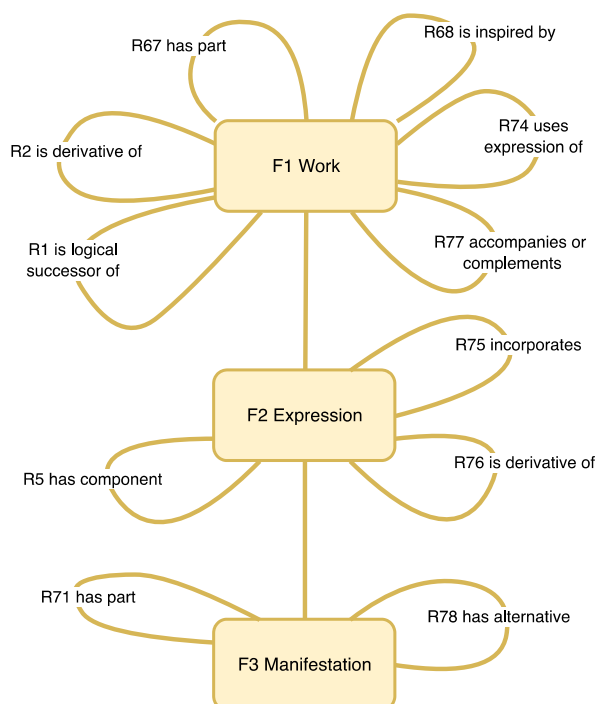 R68 is inspired by
R67 has part
R74 uses
expression of
R2 is derivative of
F1 Work
R1 is logical
successor of
R77 accompanies or
complements
R75 incorporates
F2 Expression
R76 is derivative of
R5 has component
R71 has part
R78 has alternative
F3 Manifestation